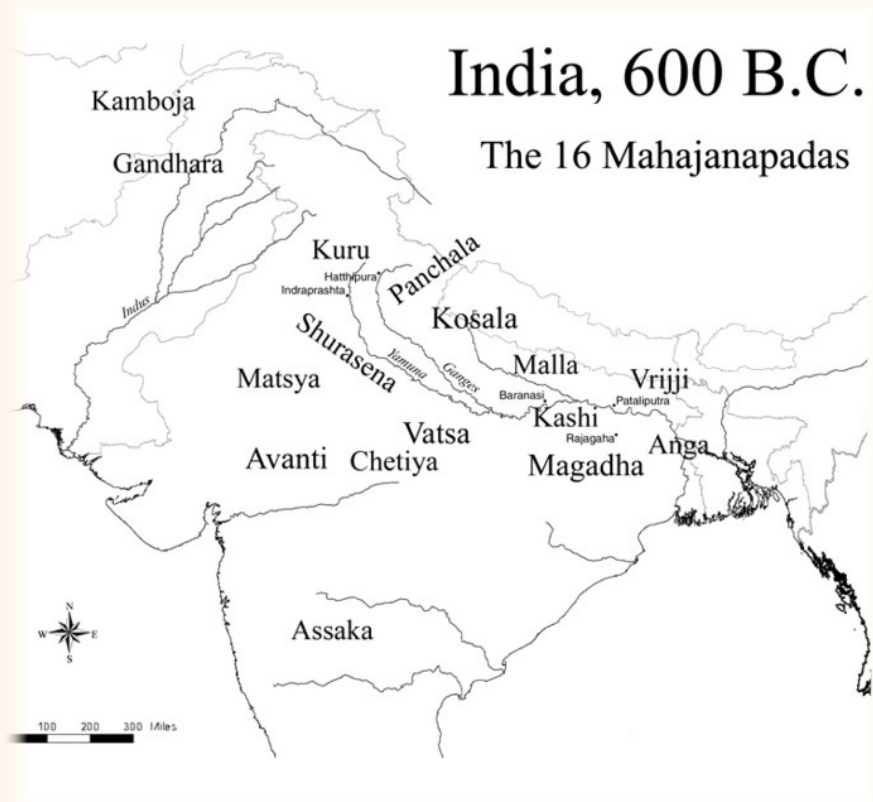 India, 600 B.C.
The 16 Mahajanapadas
Kamboja
Gandhara
Kuru
Panchala
Hatthipura
Indraprashta
Indus
Kosala
Shurasena
Yamuna
Ganges
Malla
Matsya
Vrijji
Baranasi
Pataliputra
Kashi
Vatsa
Rajagaha
Anga
Avanti
Chetiya
Magadha
N
W E
S
Assaka
100 200 300 Miles